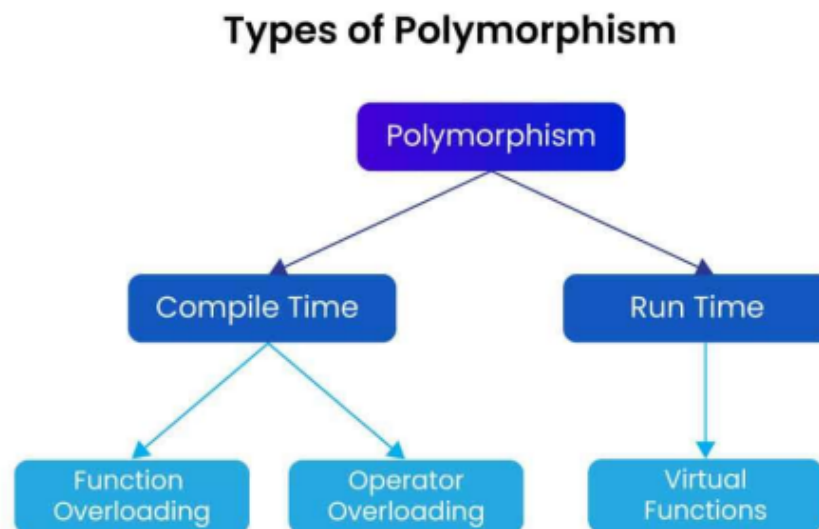 Types of Polymorphism
Polymorphism
Compile Time
Run Time
Function
Overloading
Operator
Overloading
Virtual
Functions